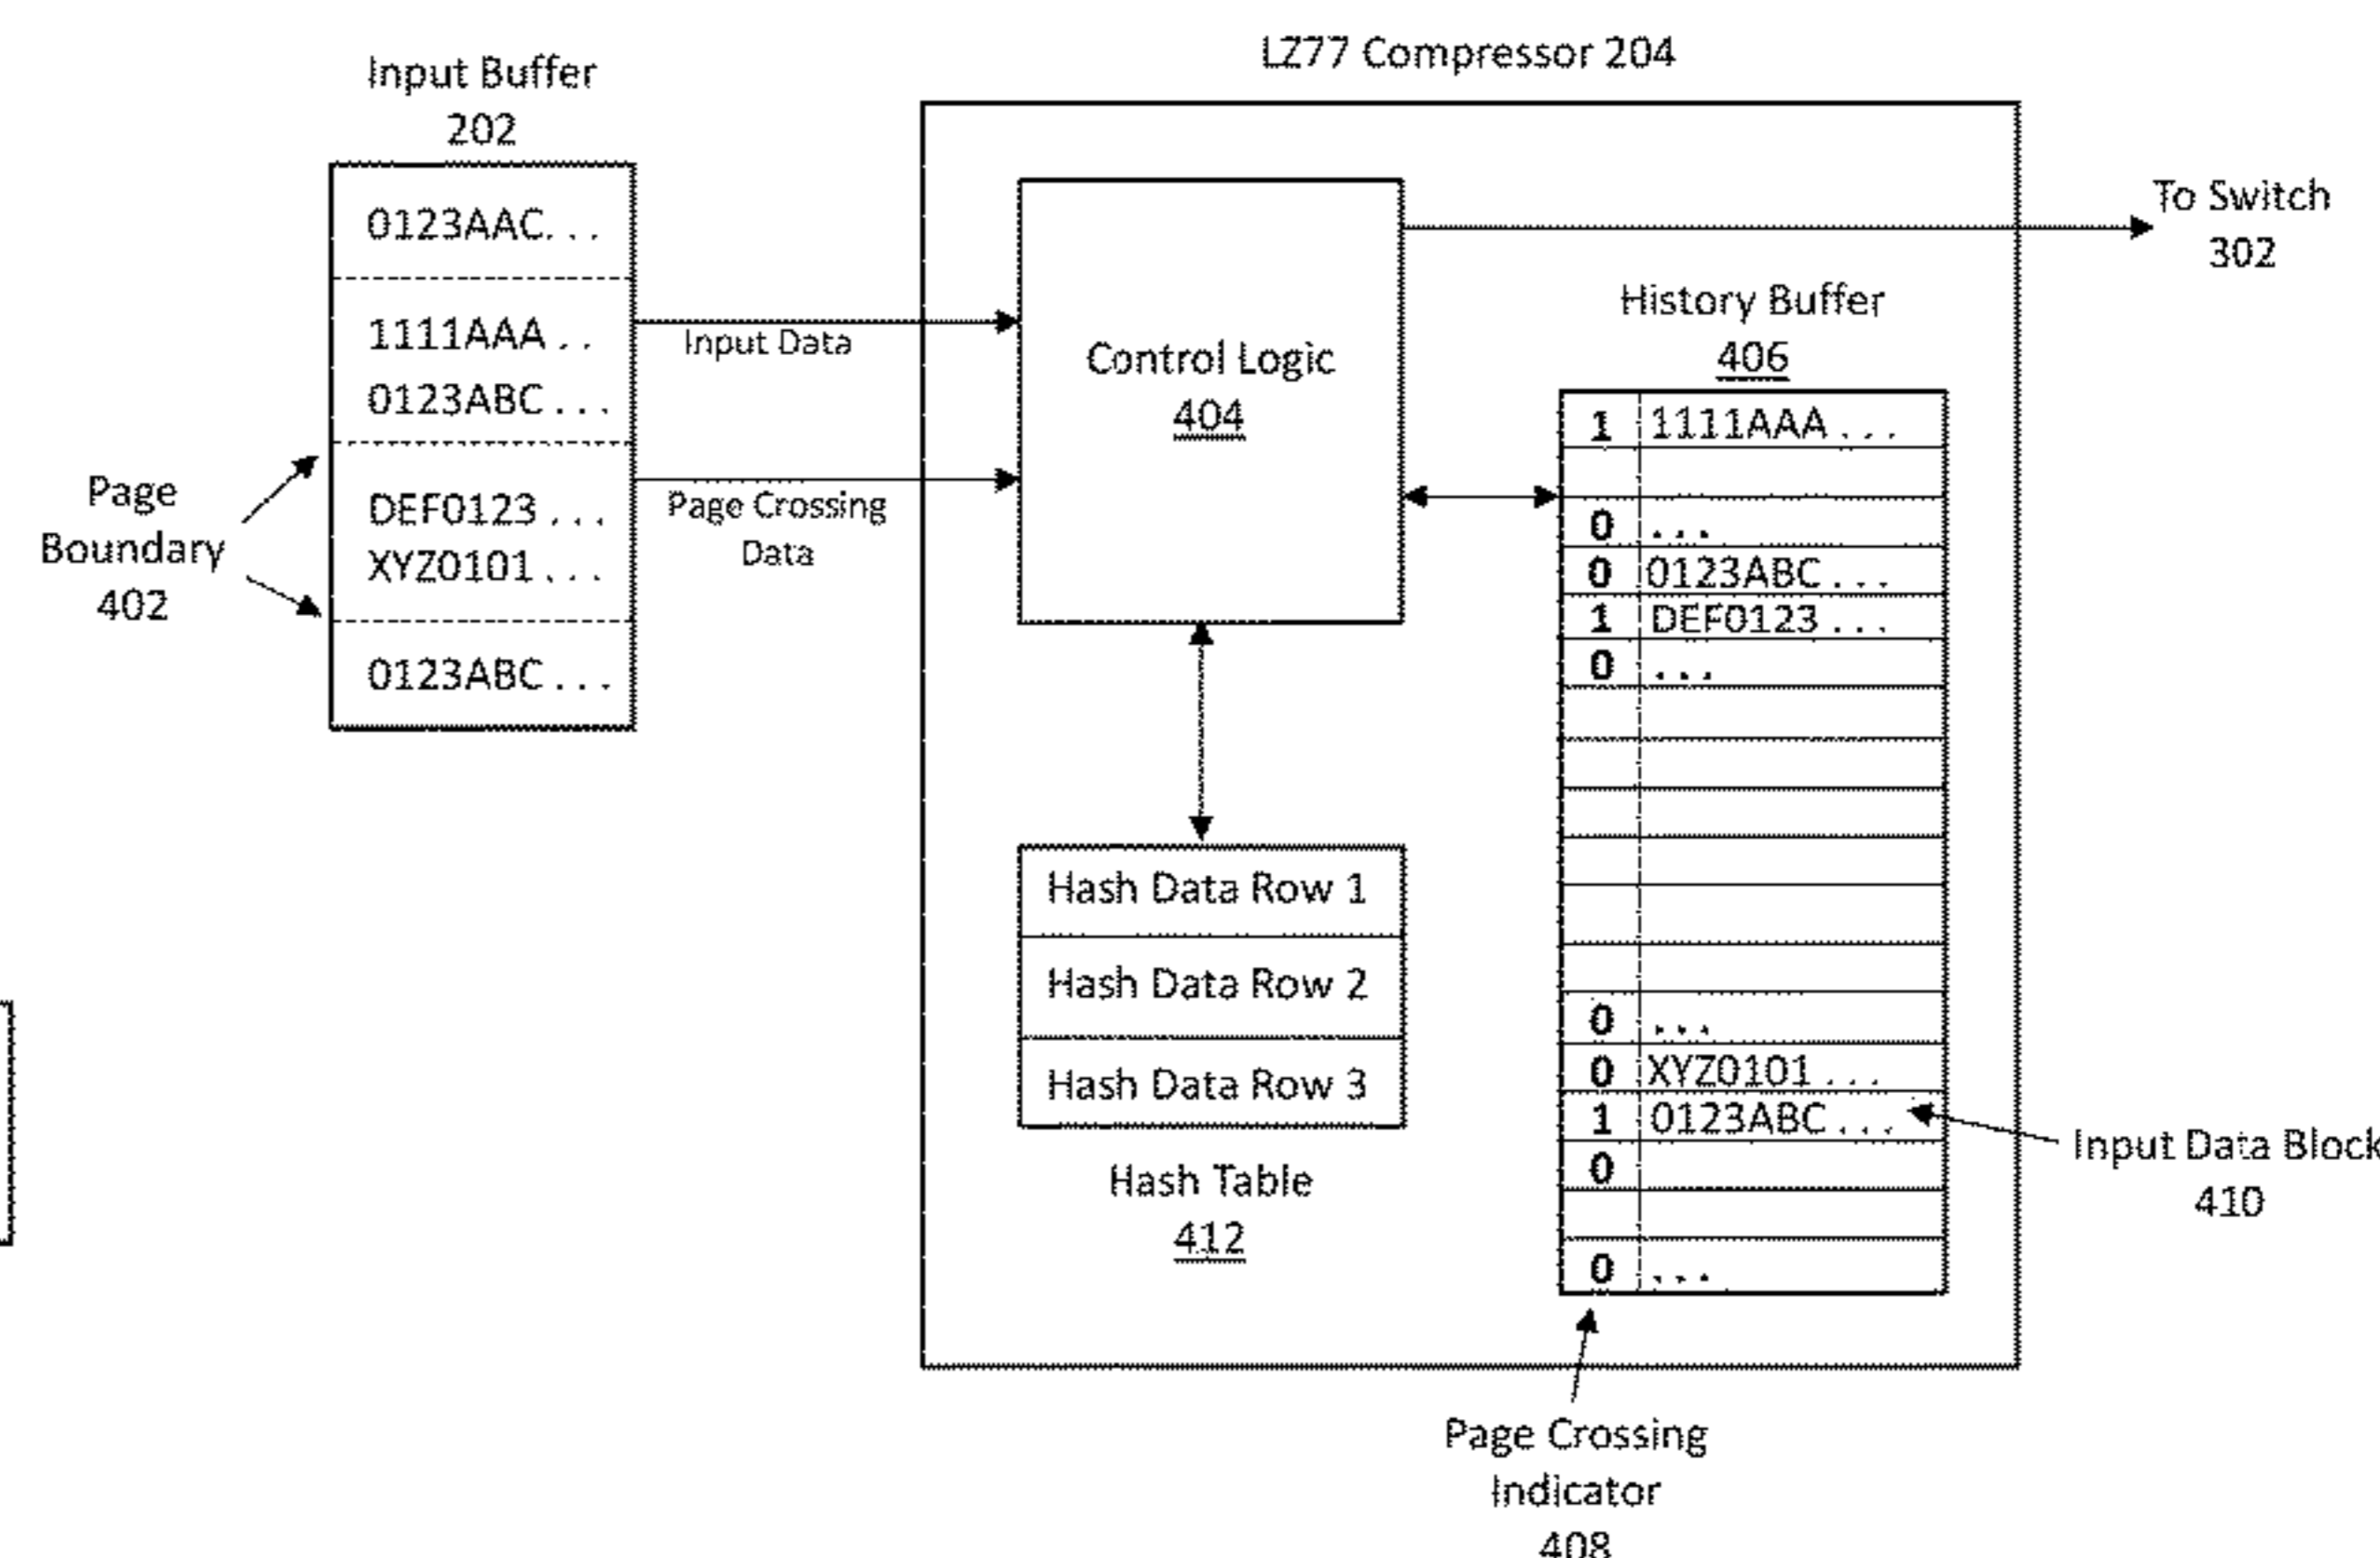 LZ77 Compressor 204
Input Buffer
202
0123AAC. . .
1111AAA . .
0123ABC . . .
DEF0123 . . .
XYZ0101 . . .
0123ABC . . .
Page
Boundary
402
Input Data
Page Crossing
Data
Control Logic
404
To Switch
302
History Buffer
406
1 1111AAA . . .
0 . . .
0 0123ABC . . .
1 DEF0123 . . .
0 . . .
0 . . .
0 XYZ0101 . . .
1 0123ABC . . .
0
0 . . .
Hash Data Row 1
Hash Data Row 2
Hash Data Row 3
Hash Table
412
Input Data Block
410
Page Crossing
Indicator
408